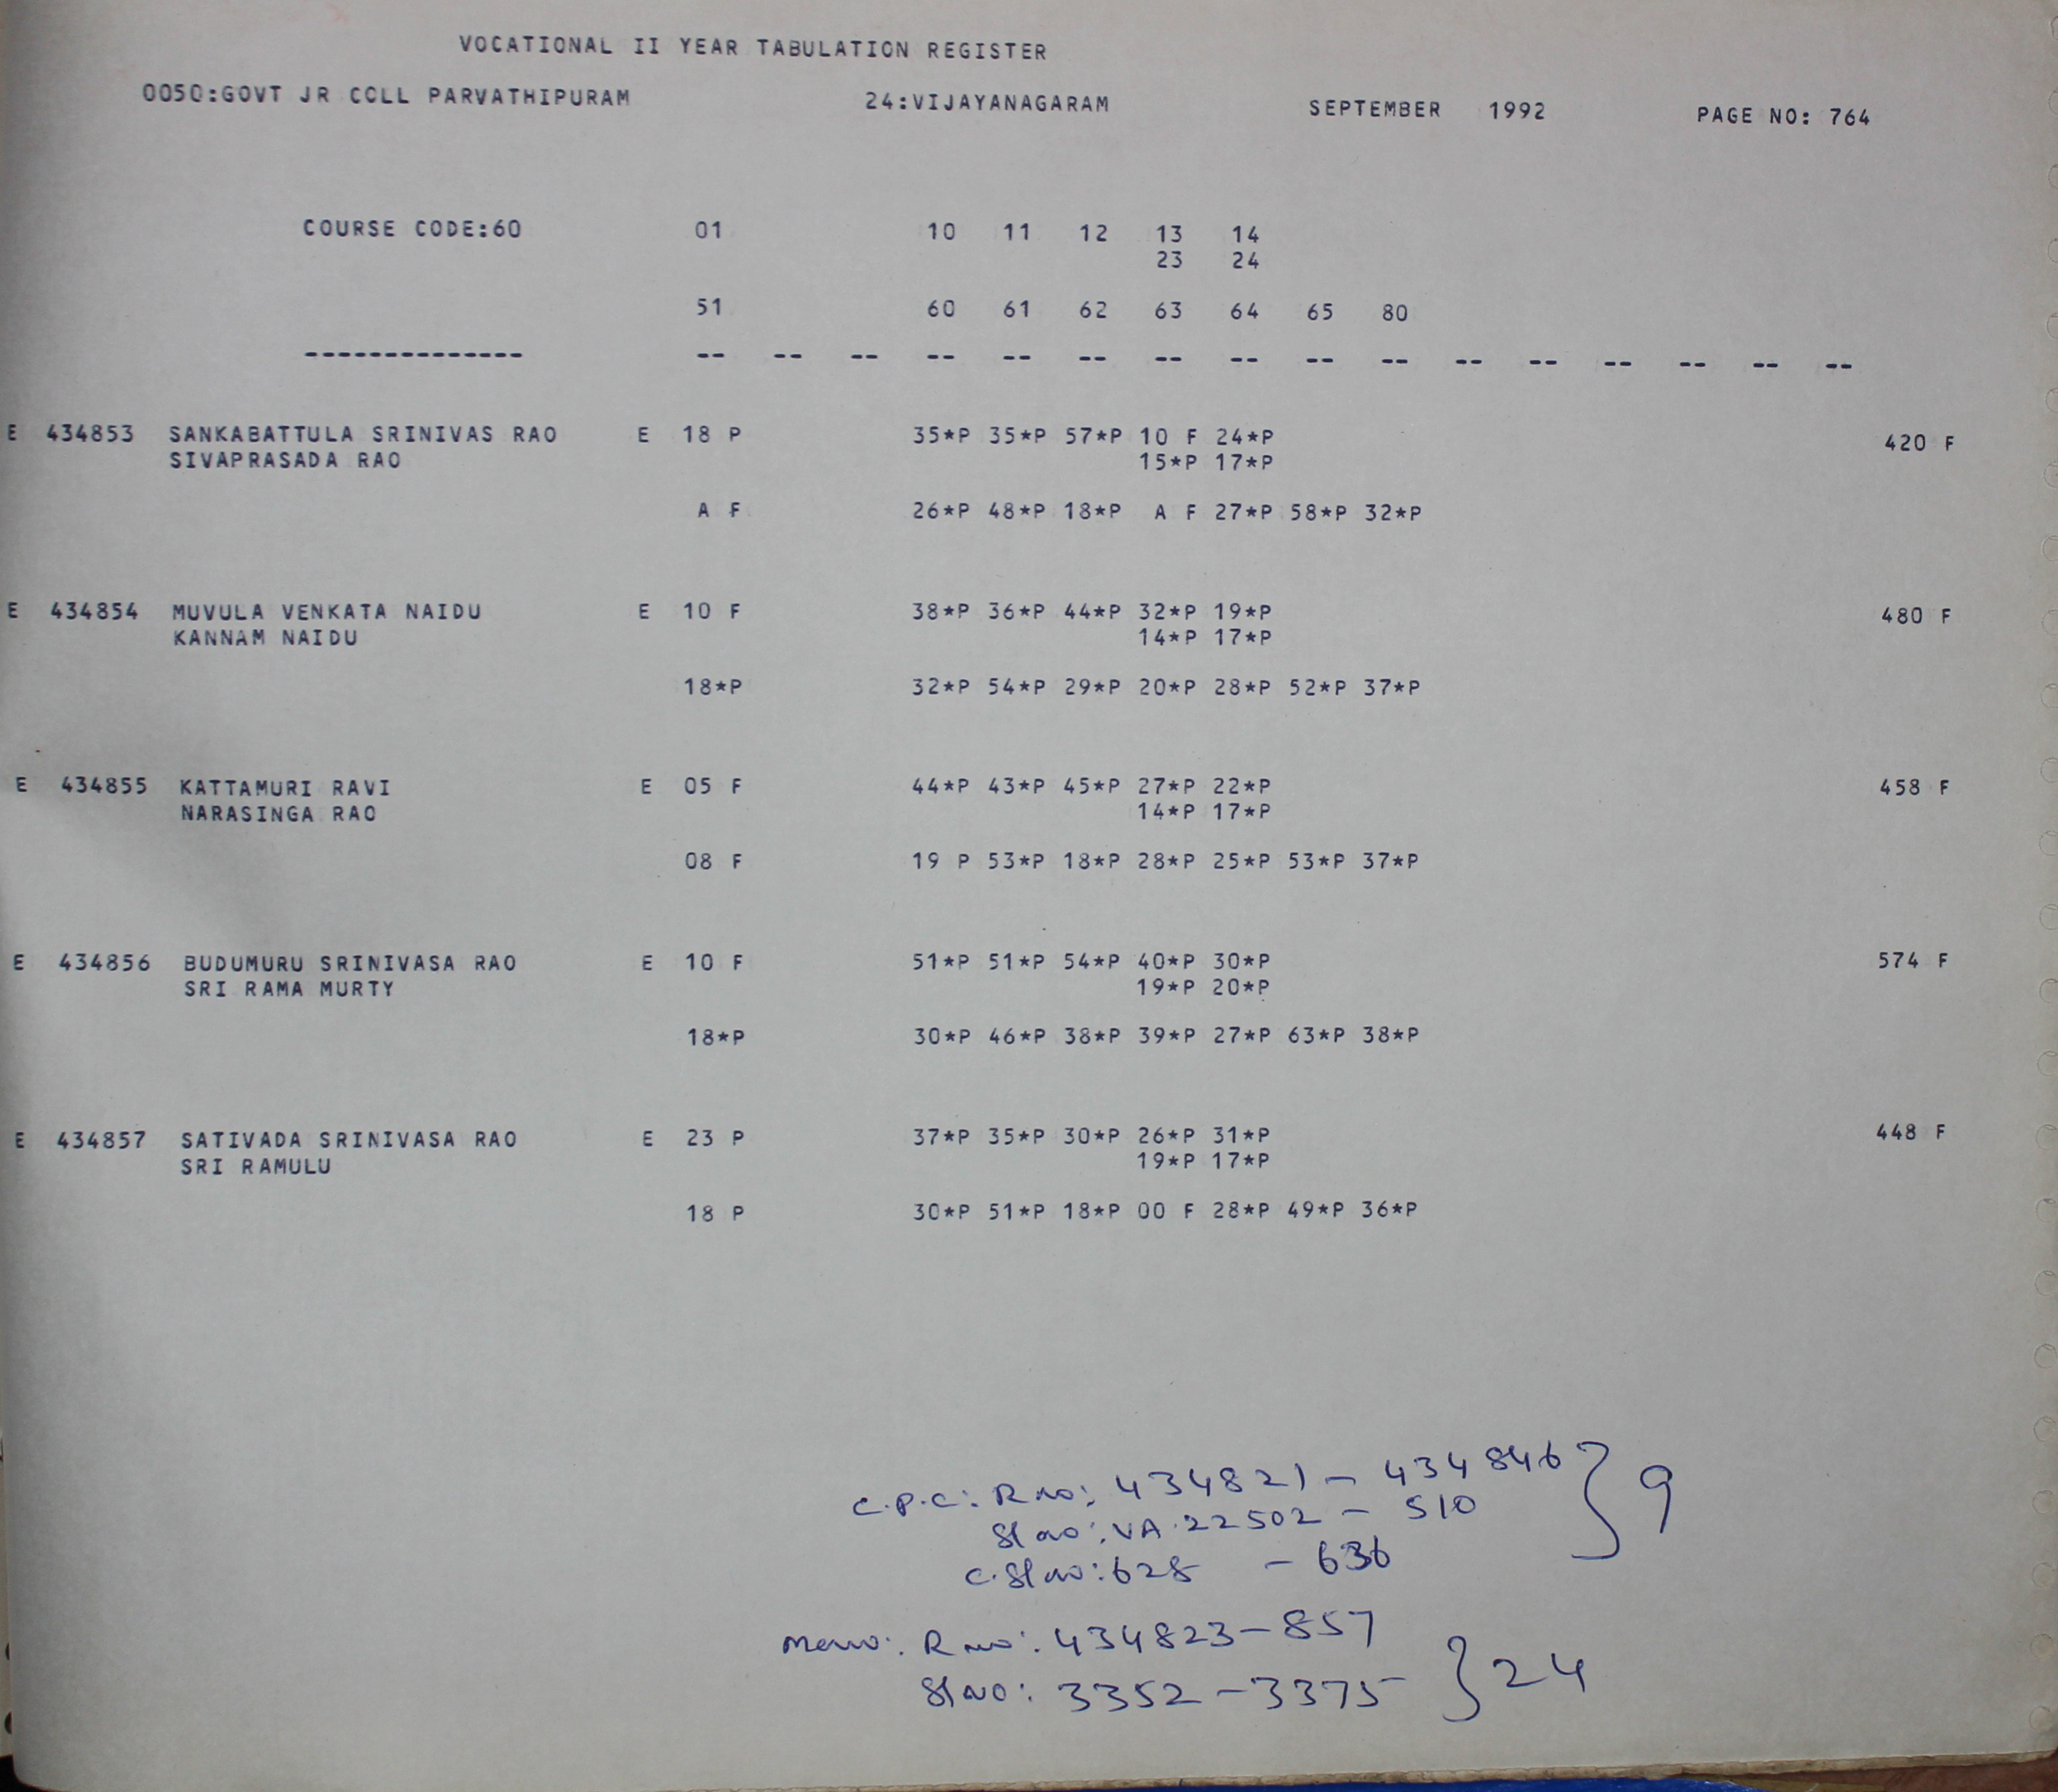 VOCATIONAL II YEAR TABULATION REGISTER
0050:GOVT JR COLL PARVATHIPURAM 24:VIJAYANAGARAM SEPTEMBER 1992 PAGE NO: 764
COURSE CODE:60 01 10 11 12 13 14
23 24
51 60 61 62 63 64 65 80
-------------- -- -- -- -- -- -- -- -- -- -- -- -- -- -- -- --
E 434853 SANKABATTULA SRINIVAS RAO E 18 P 35*P 35*P 57*P 10 F 24*P 420 F
SIVAPRASADA RAO 15*P 17*P
A F 26*P 48*P 18*P A F 27*P 58*P 32*P
E 434854 MUVULA VENKATA NAIDU E 10 F 38*P 36*P 44*P 32*P 19*P 480 F
KANNAM NAIDU 14*P 17*P
18*P 32*P 54*P 29*P 20*P 28*P 52*P 37*P
E 434855 KATTAMURI RAVI E 05 F 44*P 43*P 45*P 27*P 22*P 458 F
NARASINGA RAO 14*P 17*P
08 F 19 P 53*P 18*P 28*P 25*P 53*P 37*P
E 434856 BUDUMURU SRINIVASA RAO E 10 F 51*P 51*P 54*P 40*P 30*P 574 F
SRI RAMA MURTY 19*P 20*P
18*P 30*P 46*P 38*P 39*P 27*P 63*P 38*P
E 434857 SATIVADA SRINIVASA RAO E 23 P 37*P 35*P 30*P 26*P 31*P 448 F
SRI RAMULU 19*P 17*P
18 P 30*P 51*P 18*P 00 F 28*P 49*P 36*P
C.P.C: R no: 434821 - 434846 } 9
Sl no: VA.22502 - 510
C.Sl no: 628 - 636
Memo: R no: 434823-857
Sl no: 3352-3375 } 24